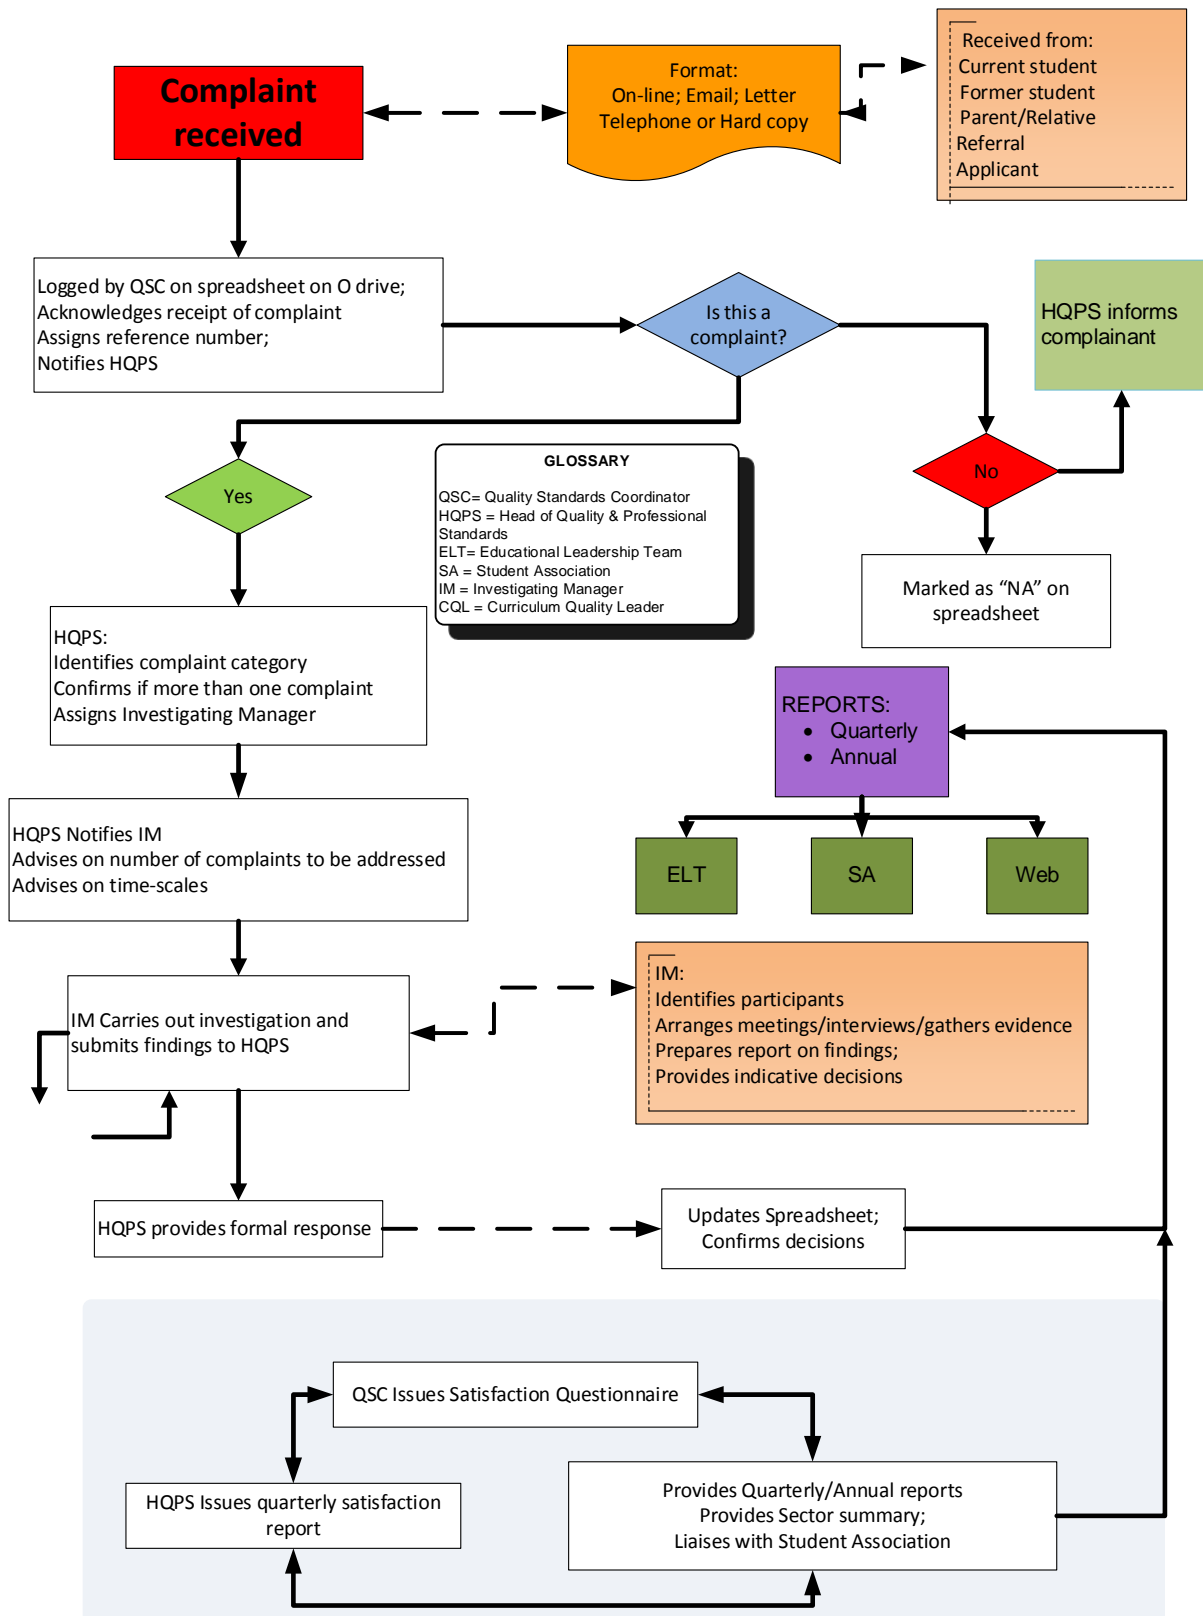 Complaint
received
Format:
On-line; Email; Letter
Telephone or Hard copy
Received from:
Current student
Former student
Parent/Relative
Referral
Applicant
Logged by QSC on spreadsheet on O drive;
Acknowledges receipt of complaint
Assigns reference number;
Notifies HQPS
Is this a
complaint?
HQPS informs
complainant
Yes
No
GLOSSARY
QSC= Quality Standards Coordinator
HQPS = Head of Quality & Professional
Standards
ELT= Educational Leadership Team
SA = Student Association
IM = Investigating Manager
CQL = Curriculum Quality Leader
Marked as “NA” on
spreadsheet
HQPS:
Identifies complaint category
Confirms if more than one complaint
Assigns Investigating Manager
REPORTS:
• Quarterly
• Annual
HQPS Notifies IM
Advises on number of complaints to be addressed
Advises on time-scales
ELT
SA
Web
IM Carries out investigation and
submits findings to HQPS
IM:
Identifies participants
Arranges meetings/interviews/gathers evidence
Prepares report on findings;
Provides indicative decisions
HQPS provides formal response
Updates Spreadsheet;
Confirms decisions
QSC Issues Satisfaction Questionnaire
HQPS Issues quarterly satisfaction
report
Provides Quarterly/Annual reports
Provides Sector summary;
Liaises with Student Association